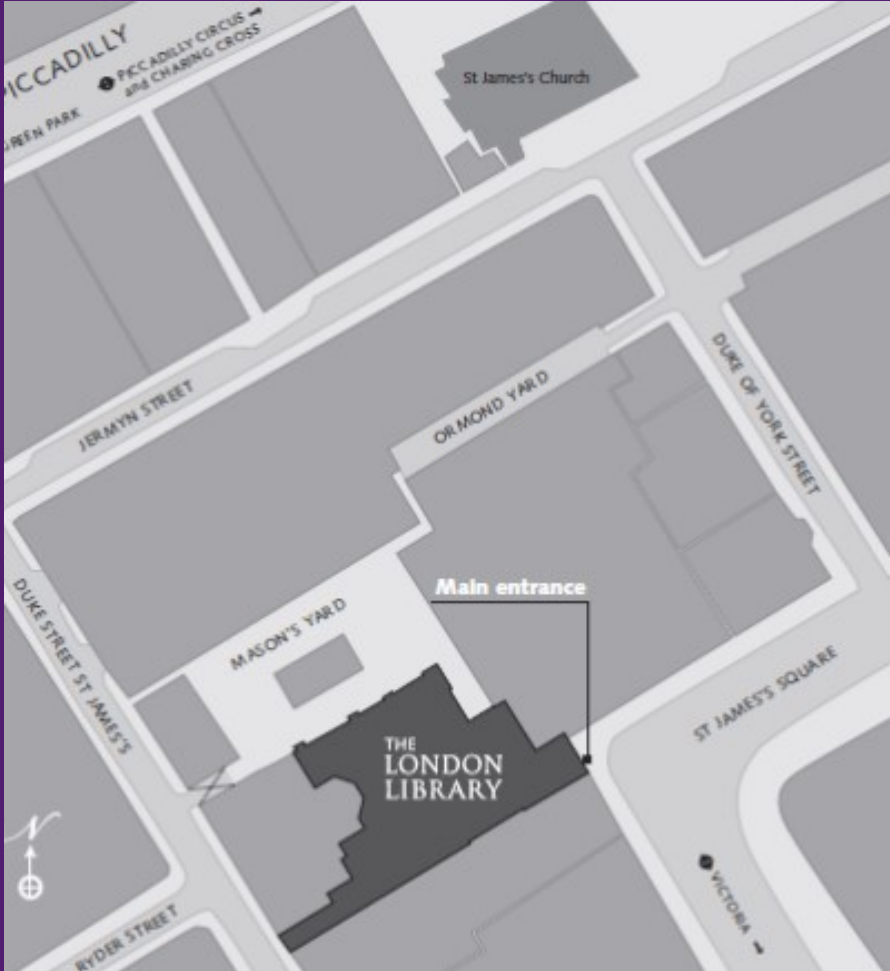 PICCADILLY
PICCADILLY CIRCUS
and CHARING CROSS
GREEN PARK
St James's Church
JERMYN STREET
ORMOND YARD
DUKE OF YORK STREET
DUKE STREET ST JAMES'S
MASON'S YARD
Main entrance
THE
LONDON
LIBRARY
ST JAMES'S SQUARE
VICTORIA
RYDER STREET
N